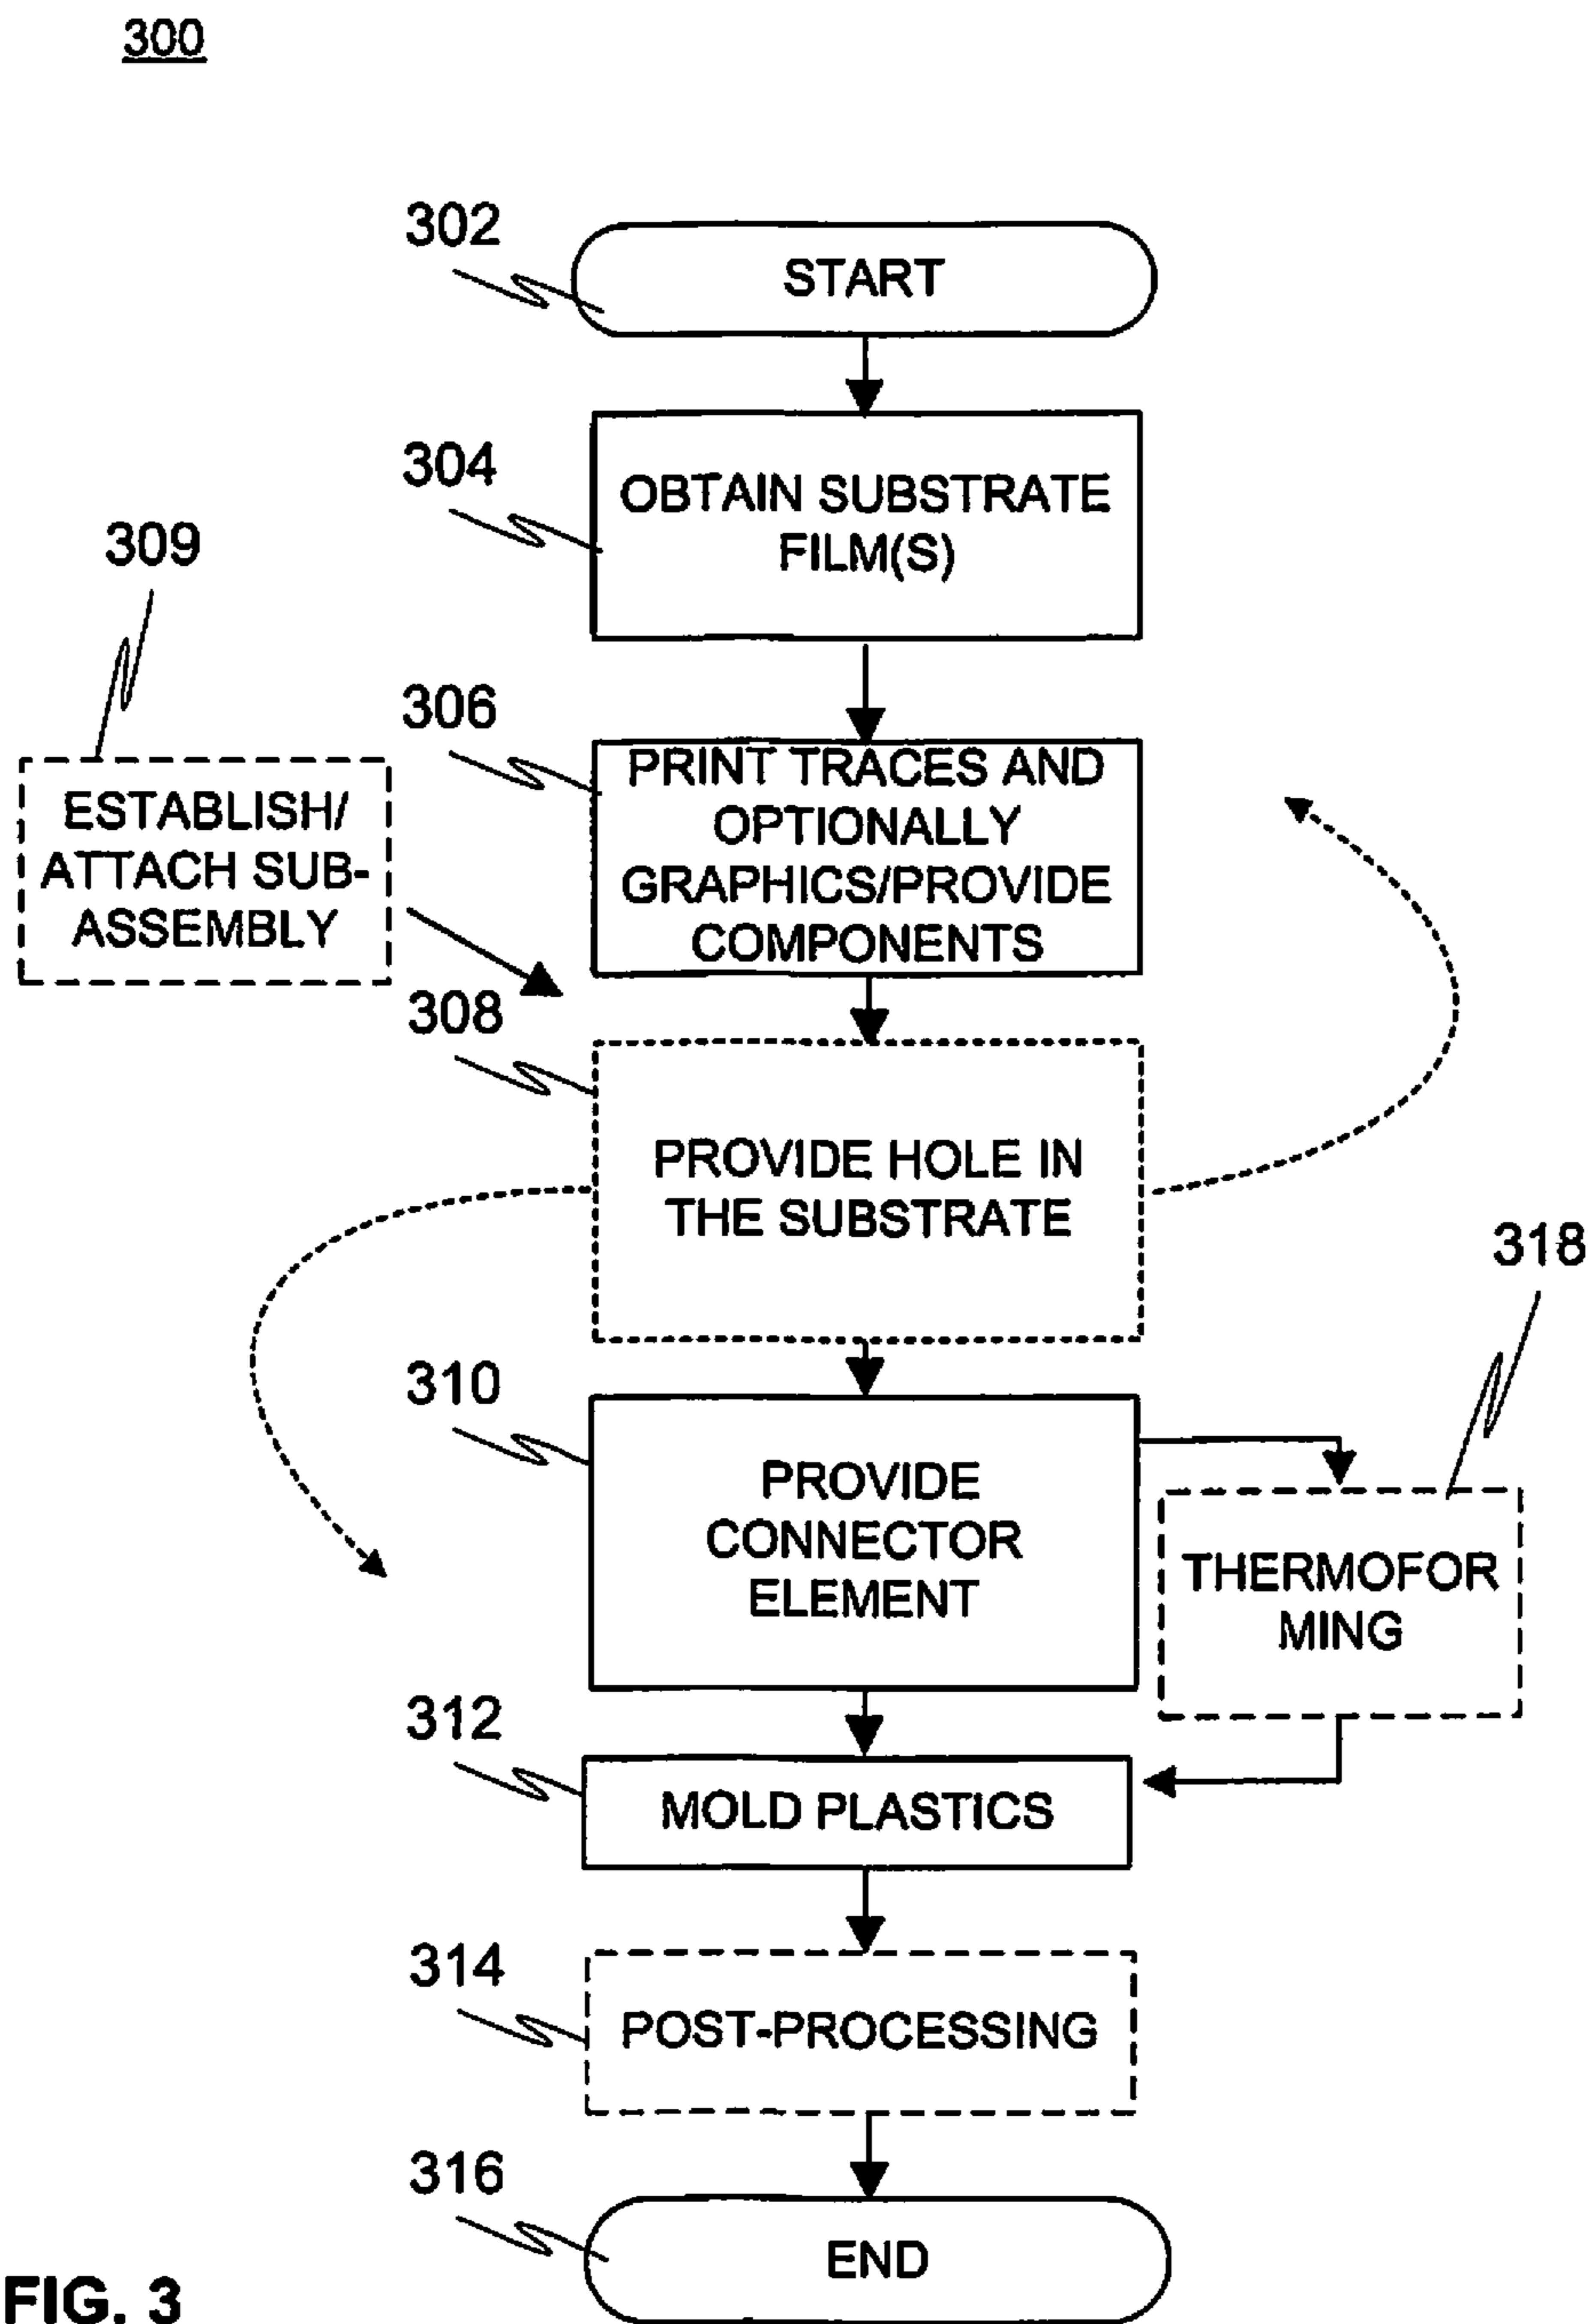 300
302
START
304
OBTAIN SUBSTRATE
FILM(S)
309
ESTABLISH/
ATTACH SUB-
ASSEMBLY
306
PRINT TRACES AND
OPTIONALLY
GRAPHICS/PROVIDE
COMPONENTS
308
PROVIDE HOLE IN
THE SUBSTRATE
310
PROVIDE
CONNECTOR
ELEMENT
318
THERMOFOR
MING
312
MOLD PLASTICS
314
POST-PROCESSING
316
END
FIG. 3